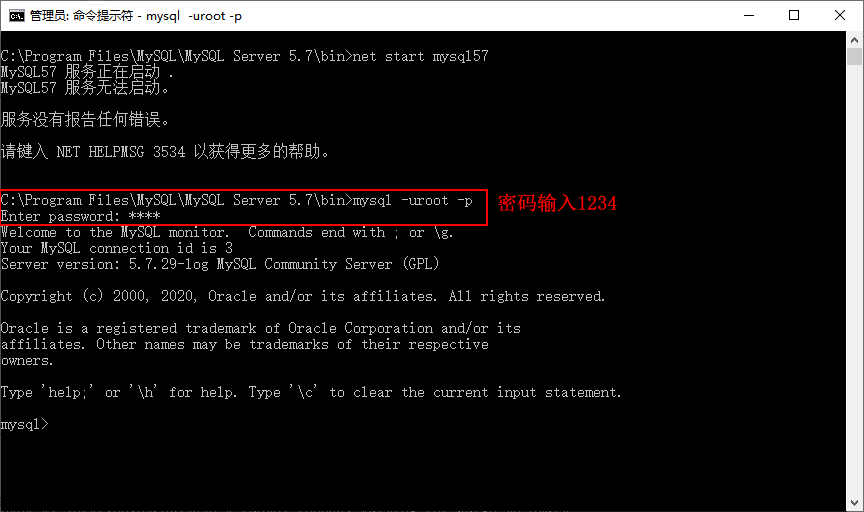 管理员: 命令提示符 - mysql  -uroot -p
C:\Program Files\MySQL\MySQL Server 5.7\bin>net start mysql57
MySQL57 服务正在启动 .
MySQL57 服务无法启动。
服务没有报告任何错误。
请键入 NET HELPMSG 3534 以获得更多的帮助。
C:\Program Files\MySQL\MySQL Server 5.7\bin>mysql -uroot -p
密码输入1234
Enter password: ****
Welcome to the MySQL monitor.  Commands end with ; or \g.
Your MySQL connection id is 3
Server version: 5.7.29-log MySQL Community Server (GPL)
Copyright (c) 2000, 2020, Oracle and/or its affiliates. All rights reserved.
Oracle is a registered trademark of Oracle Corporation and/or its
affiliates. Other names may be trademarks of their respective
owners.
Type 'help;' or '\h' for help. Type '\c' to clear the current input statement.
mysql>